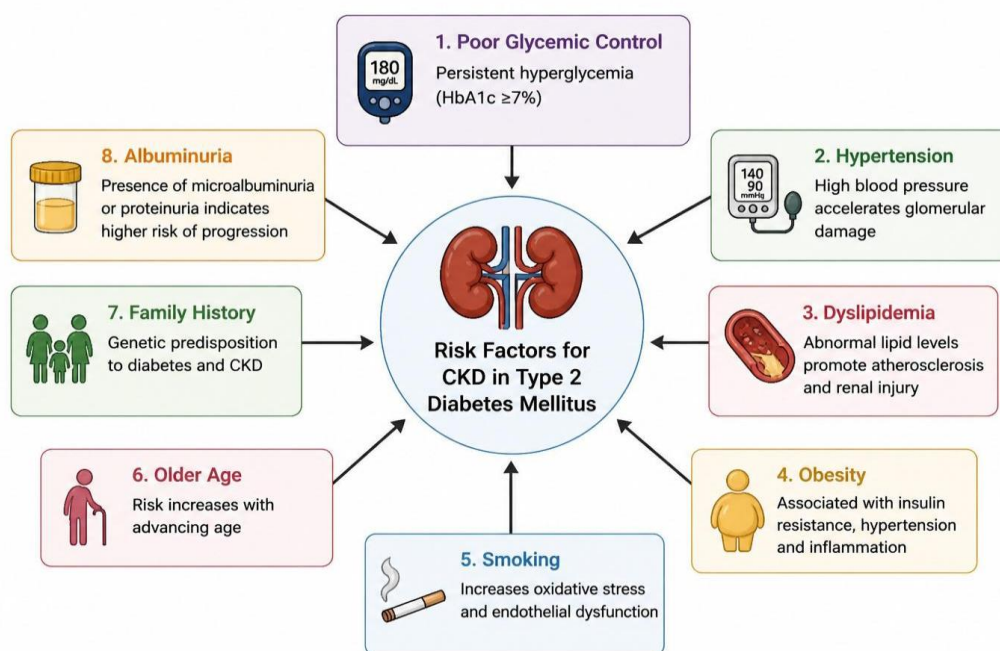 1. Poor Glycemic Control
180
mg/dL
Persistent hyperglycemia
(HbA1c ≥7%)
8. Albuminuria
Presence of microalbuminuria
or proteinuria indicates
higher risk of progression
2. Hypertension
140
90
mmHg
High blood pressure
accelerates glomerular
damage
7. Family History
Genetic predisposition
to diabetes and CKD
Risk Factors for
CKD in Type 2
Diabetes Mellitus
3. Dyslipidemia
Abnormal lipid levels
promote atherosclerosis
and renal injury
6. Older Age
Risk increases with
advancing age
4. Obesity
Associated with insulin
resistance, hypertension
and inflammation
5. Smoking
Increases oxidative stress
and endothelial dysfunction